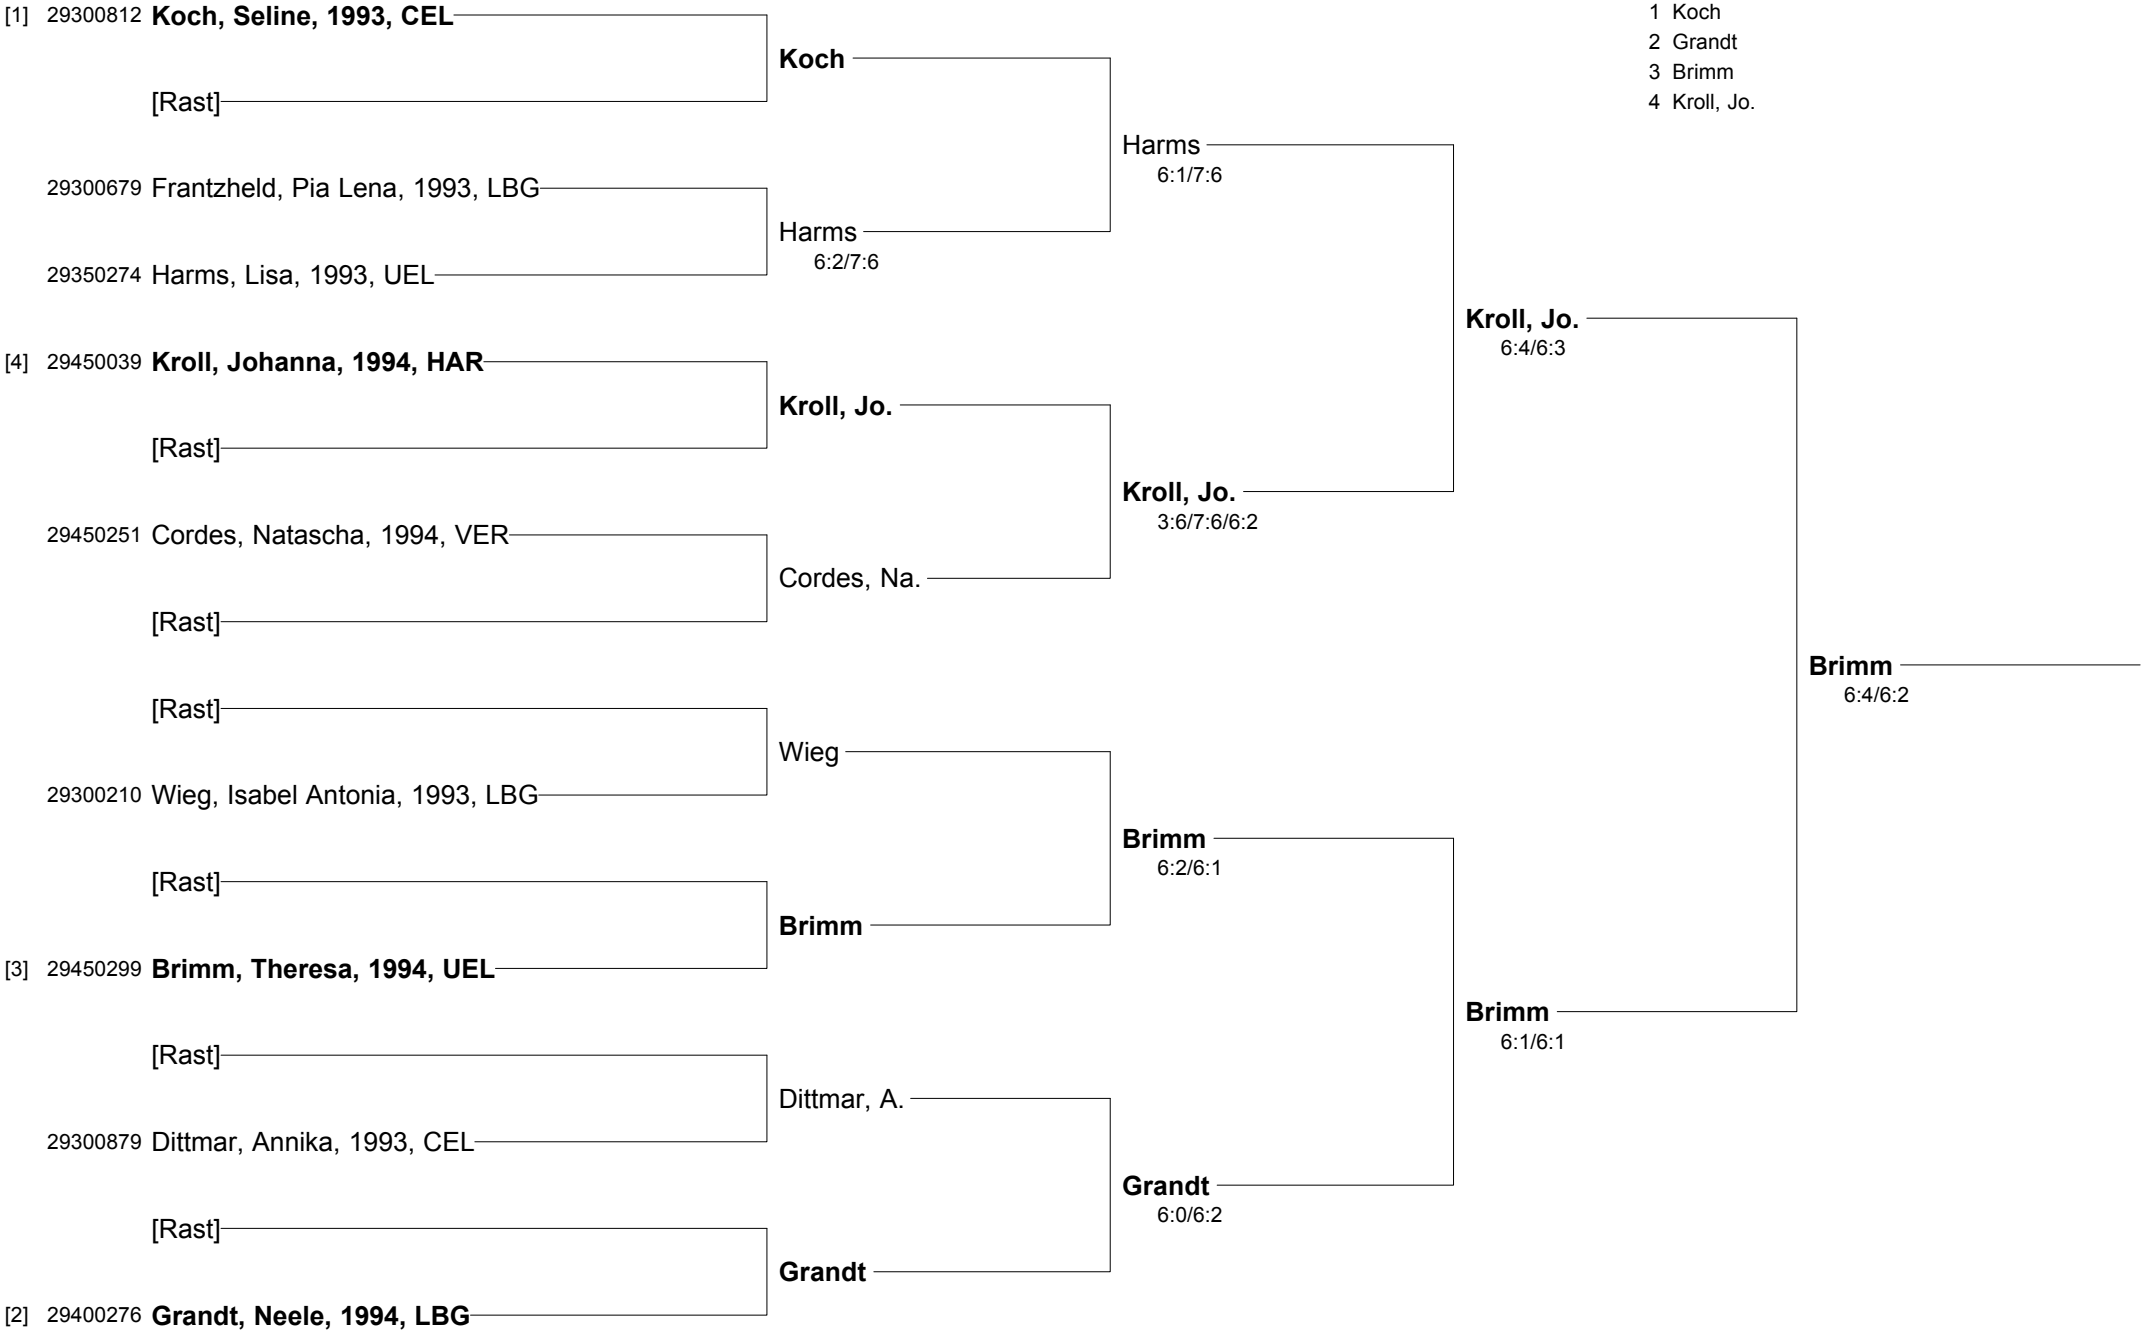 [1] 29300812 Koch, Seline, 1993, CEL
[Rast]
29300679 Frantzheld, Pia Lena, 1993, LBG
29350274 Harms, Lisa, 1993, UEL
[4] 29450039 Kroll, Johanna, 1994, HAR
[Rast]
29450251 Cordes, Natascha, 1994, VER
[Rast]
[Rast]
29300210 Wieg, Isabel Antonia, 1993, LBG
[Rast]
[3] 29450299 Brimm, Theresa, 1994, UEL
[Rast]
29300879 Dittmar, Annika, 1993, CEL
[Rast]
[2] 29400276 Grandt, Neele, 1994, LBG
Koch
Harms
6:2/7:6
Kroll, Jo.
Cordes, Na.
Wieg
Brimm
Dittmar, A.
Grandt
Harms
6:1/7:6
Kroll, Jo.
3:6/7:6/6:2
Brimm
6:2/6:1
Grandt
6:0/6:2
Kroll, Jo.
6:4/6:3
Brimm
6:1/6:1
Brimm
6:4/6:2
1 Koch
2 Grandt
3 Brimm
4 Kroll, Jo.